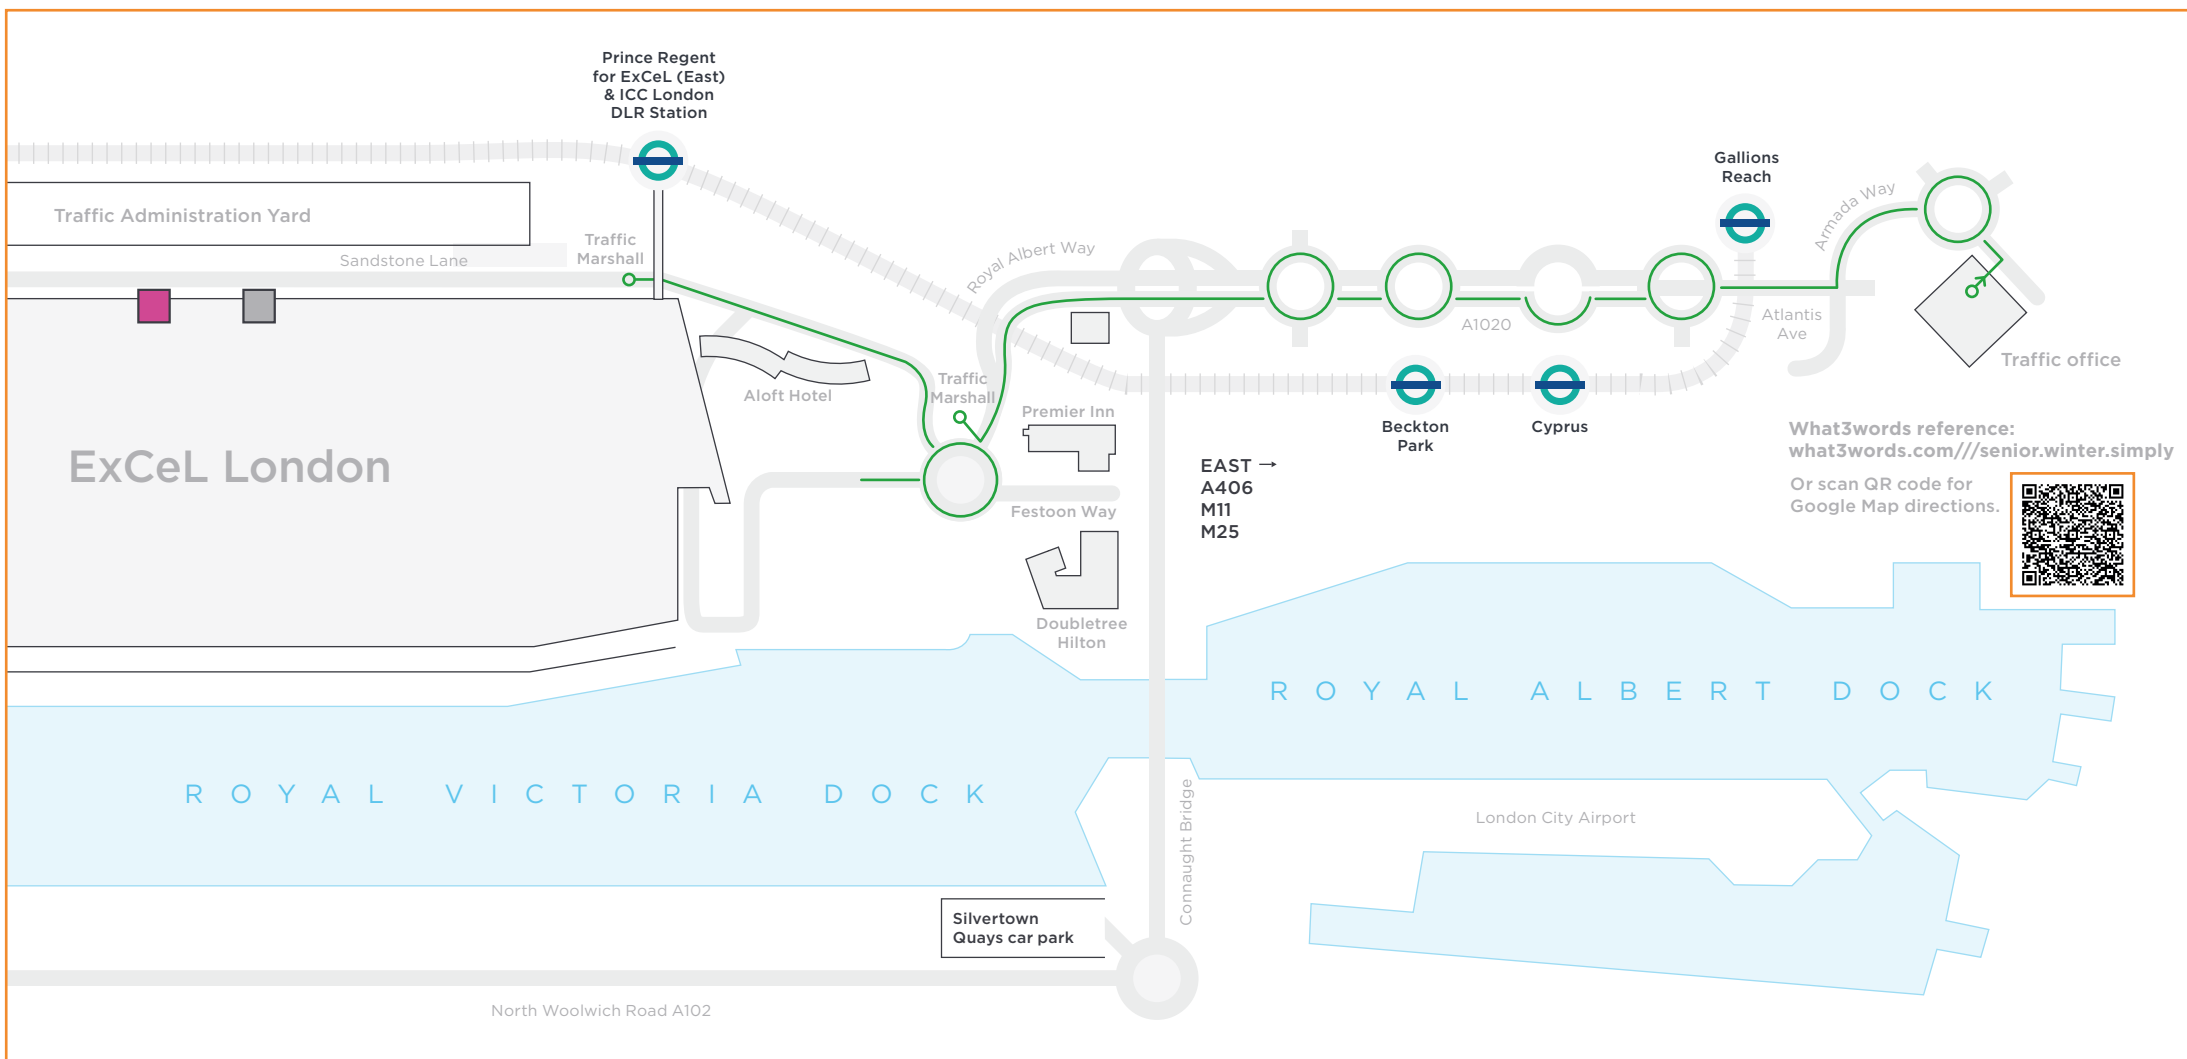 Prince Regent
for ExCeL (East)
& ICC London
DLR Station
Traffic Administration Yard
Sandstone Lane
Traffic
Marshall
Royal Albert Way
Gallions
Reach
Armada Way
A1020
Atlantis
Ave
Traffic office
Aloft Hotel
Traffic
Marshall
Premier Inn
Beckton
Park
Cyprus
ExCeL London
EAST →
A406
M11
M25
What3words reference:
what3words.com///senior.winter.simply
Or scan QR code for
Google Map directions.
Festoon Way
Doubletree
Hilton
ROYAL ALBERT DOCK
ROYAL VICTORIA DOCK
Connaught Bridge
London City Airport
Silvertown
Quays car park
North Woolwich Road A102